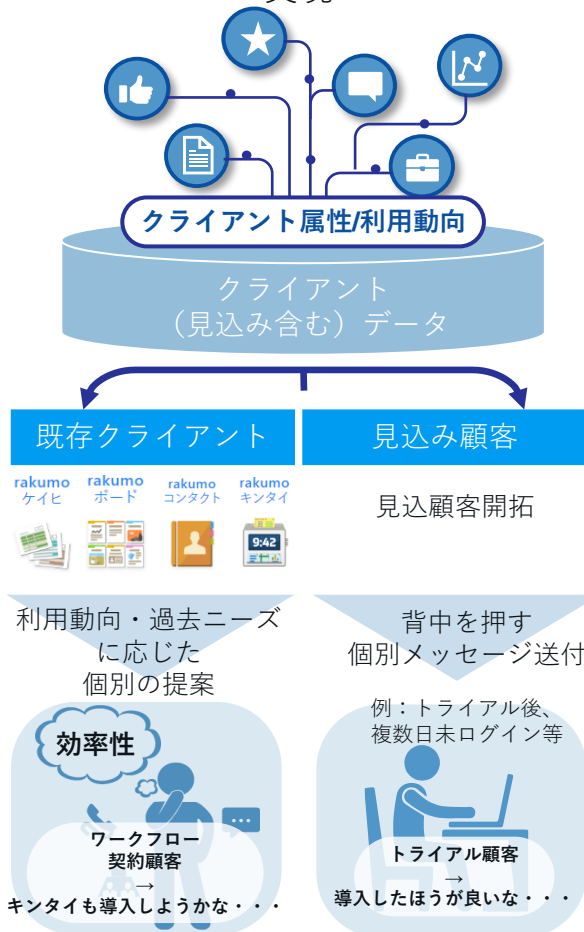 クライアント属性/利用動向
クライアント
（見込み含む）データ
既存クライアント
見込み顧客
rakumo
ケイヒ
rakumo
ボード
rakumo
コンタクト
rakumo
キンタイ
9:42
見込顧客開拓
利用動向・過去ニーズ
に応じた
個別の提案
背中を押す
個別メッセージ送付
例：トライアル後、
複数日未ログイン等
効率性
ワークフロー
契約顧客
→
キンタイも導入しようかな・・・
トライアル顧客
→
導入したほうが良いな・・・